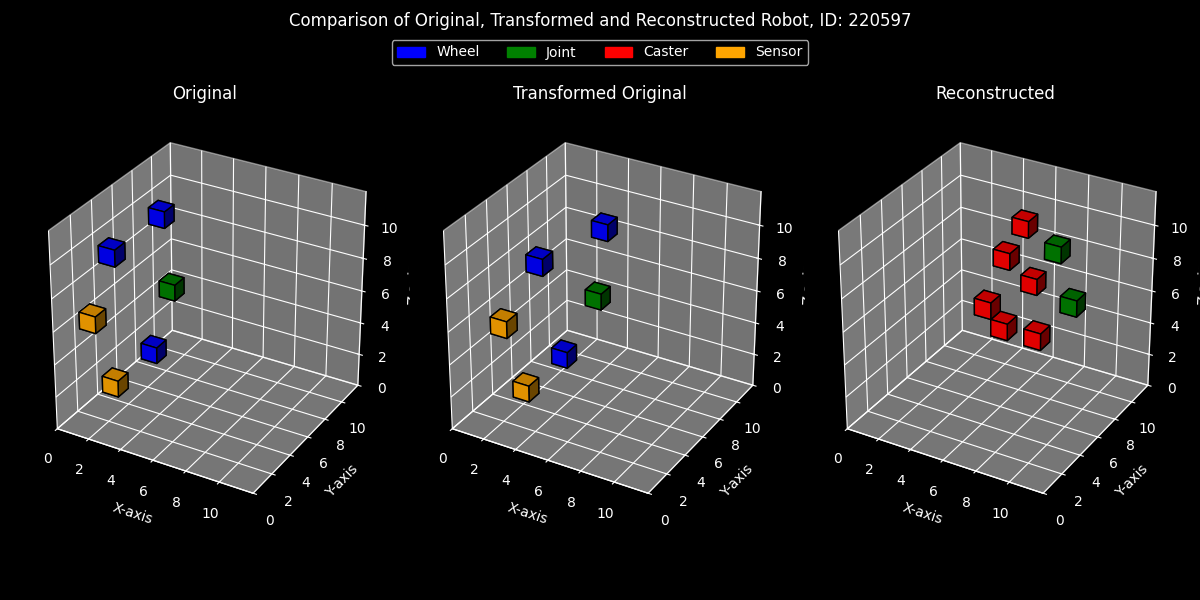 Comparison of Original, Transformed and Reconstructed Robot, ID: 220597
Wheel Joint Caster Sensor
Original Transformed Original Reconstructed
10 10 10
8 8 8
6 6 6
4 4 4
2 2 2
0 0 0
10 10 10
8 8 8
0 6 0 6 0 6
2 4 2 4 2 4
4 2 4 2 4 2
6 0 6 0 6 0
8 8 8
10 10 10
X-axis Y-axis X-axis Y-axis X-axis Y-axis